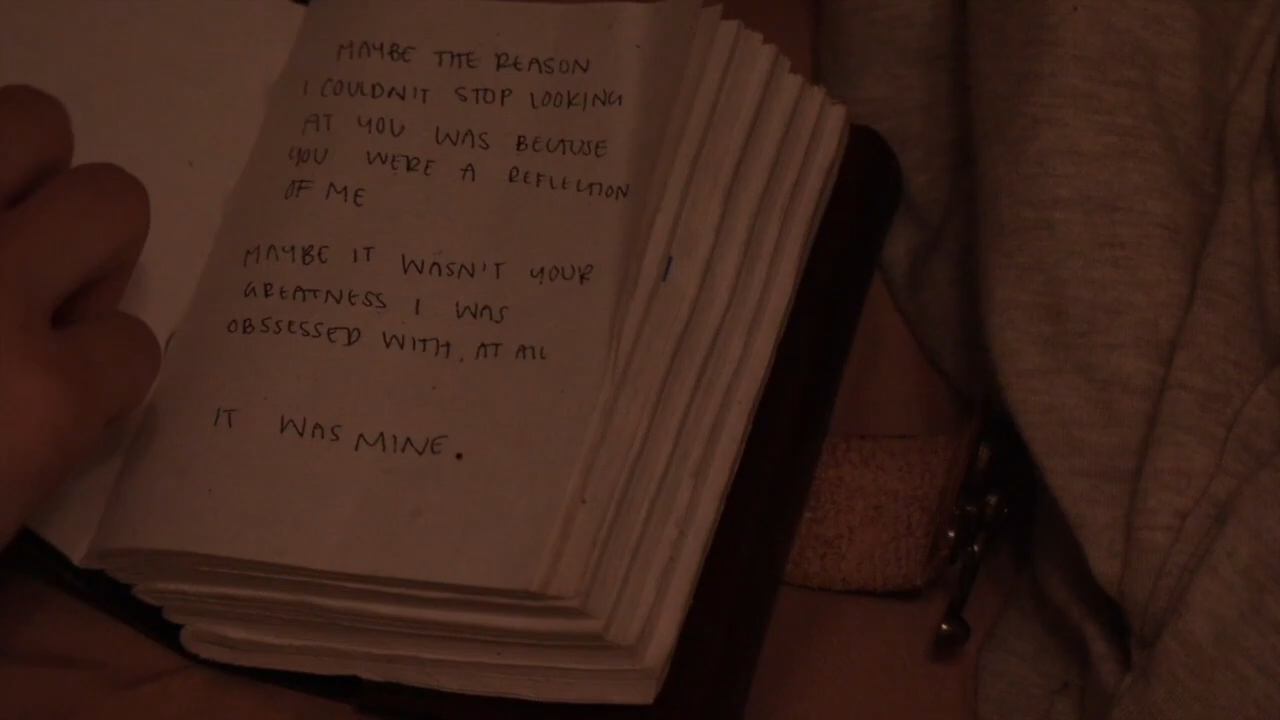 MAYBE THE REASON
I COULDN'T STOP LOOKING
AT YOU WAS BECAUSE
YOU WERE A REFLECTION
OF ME
MAYBE IT WASN'T YOUR
GREATNESS I WAS
OBSSESSED WITH, AT ALL
IT WAS MINE.